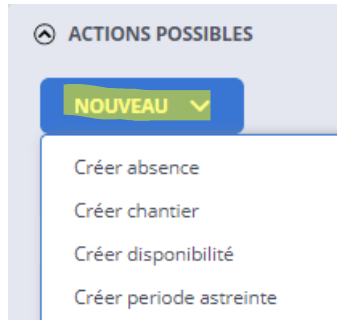 ACTIONS POSSIBLES
NOUVEAU
Créer absence
Créer chantier
Créer disponibilité
Créer periode astreinte